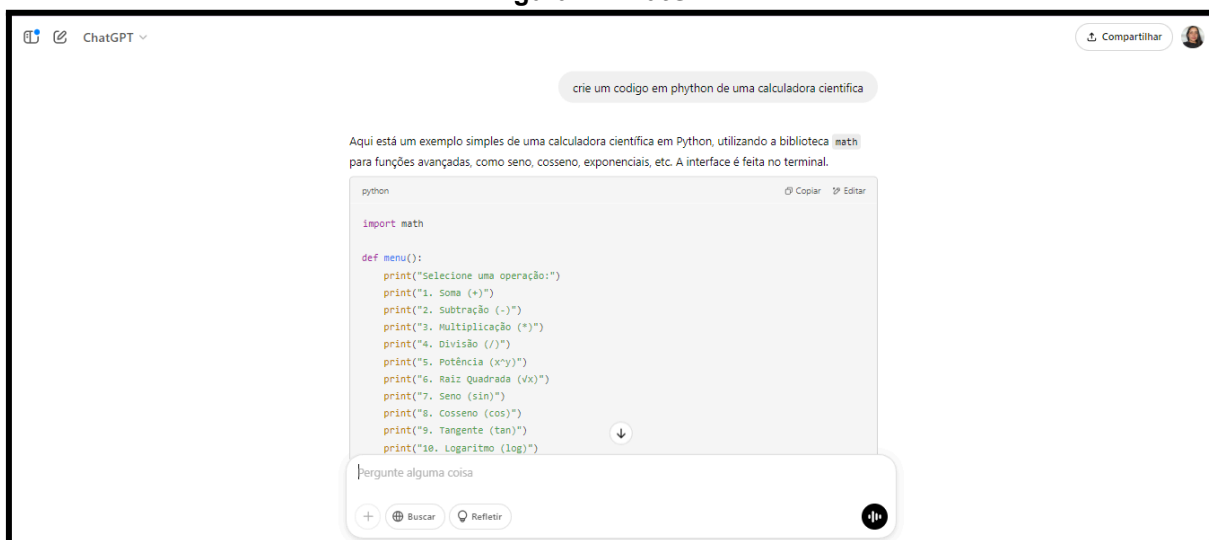 ChatGPT
Compartilhar
crie um codigo em phython de uma calculadora cientifica
Aqui está um exemplo simples de uma calculadora científica em Python, utilizando a biblioteca math
para funções avançadas, como seno, cosseno, exponenciais, etc. A interface é feita no terminal.
python
Copiar Editar
import math
def menu():
print("Selecione uma operação:")
print("1. Soma (+)")
print("2. Subtração (-)")
print("3. Multiplicação (*)")
print("4. Divisão (/)")
print("5. Potência (x^y)")
print("6. Raiz Quadrada (√x)")
print("7. Seno (sin)")
print("8. Cosseno (cos)")
print("9. Tangente (tan)")
print("10. Logaritmo (log)")
Pergunte alguma coisa
Buscar Refletir